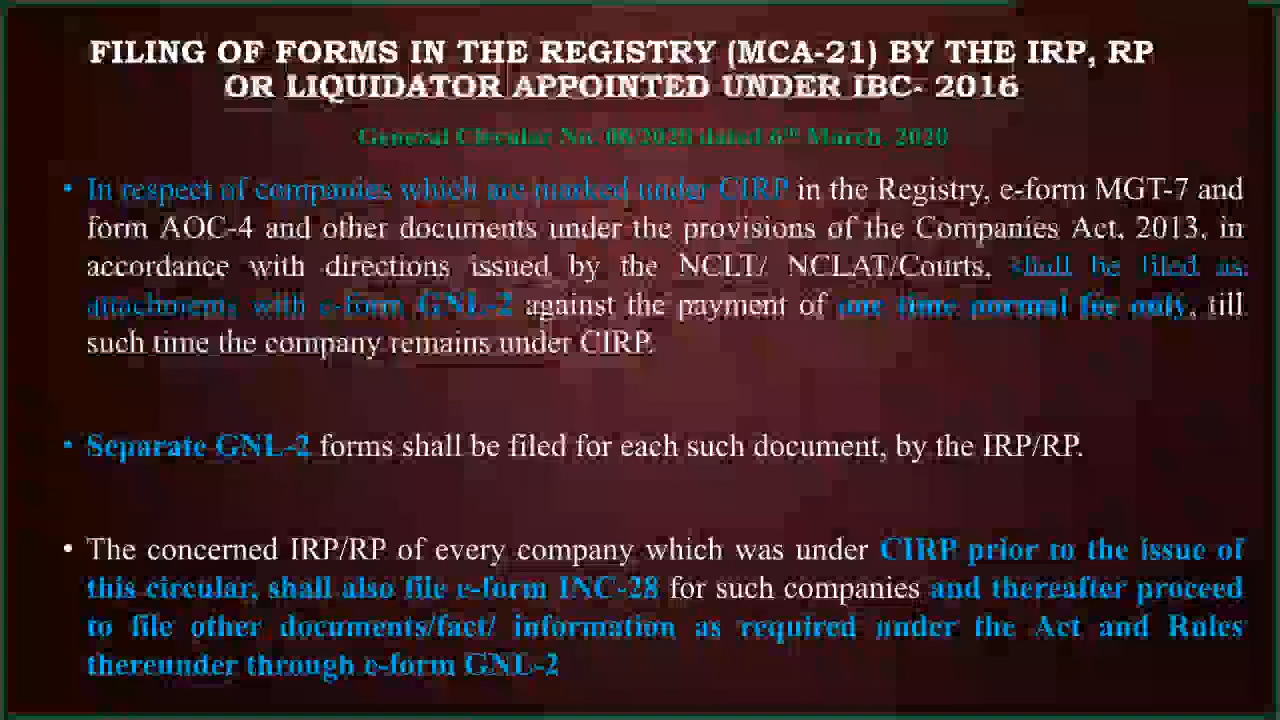 FILING OF FORMS IN THE REGISTRY (MCA-21) BY THE IRP, RP
OR LIQUIDATOR APPOINTED UNDER IBC- 2016
General Circular No. 08/2020 dated 6th March, 2020
• In respect of companies which are marked under CIRP in the Registry, e-form MGT-7 and
form AOC-4 and other documents under the provisions of the Companies Act, 2013, in
accordance with directions issued by the NCLT/ NCLAT/Courts, shall be filed as
attachments with e-form GNL-2 against the payment of one time normal fee only, till
such time the company remains under CIRP.
• Separate GNL-2 forms shall be filed for each such document, by the IRP/RP.
• The concerned IRP/RP of every company which was under CIRP prior to the issue of
this circular, shall also file e-form INC-28 for such companies and thereafter proceed
to file other documents/fact/ information as required under the Act and Rules
thereunder through e-form GNL-2